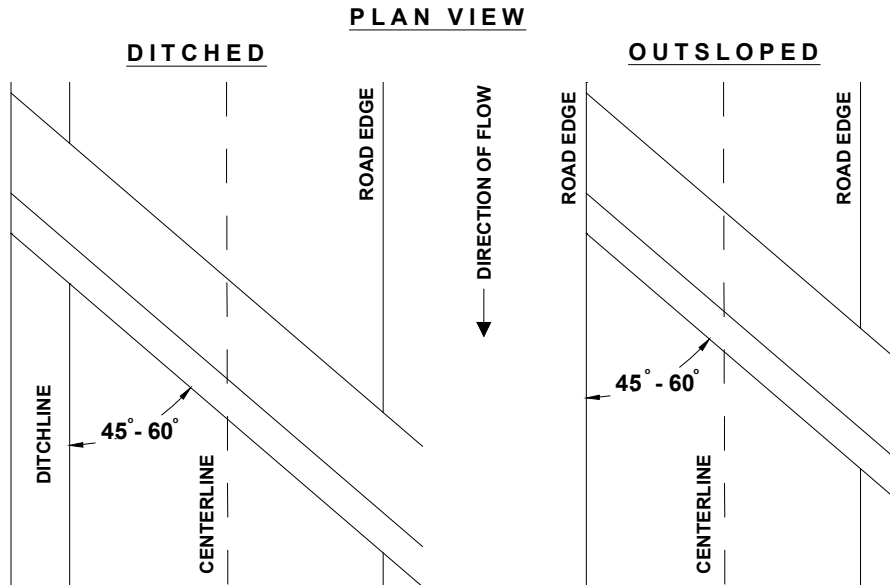 PLAN VIEW
DITCHED
OUTSLOPED
ROAD EDGE
DIRECTION OF FLOW
ROAD EDGE
ROAD EDGE
45° - 60°
45° - 60°
DITCHLINE
CENTERLINE
CENTERLINE